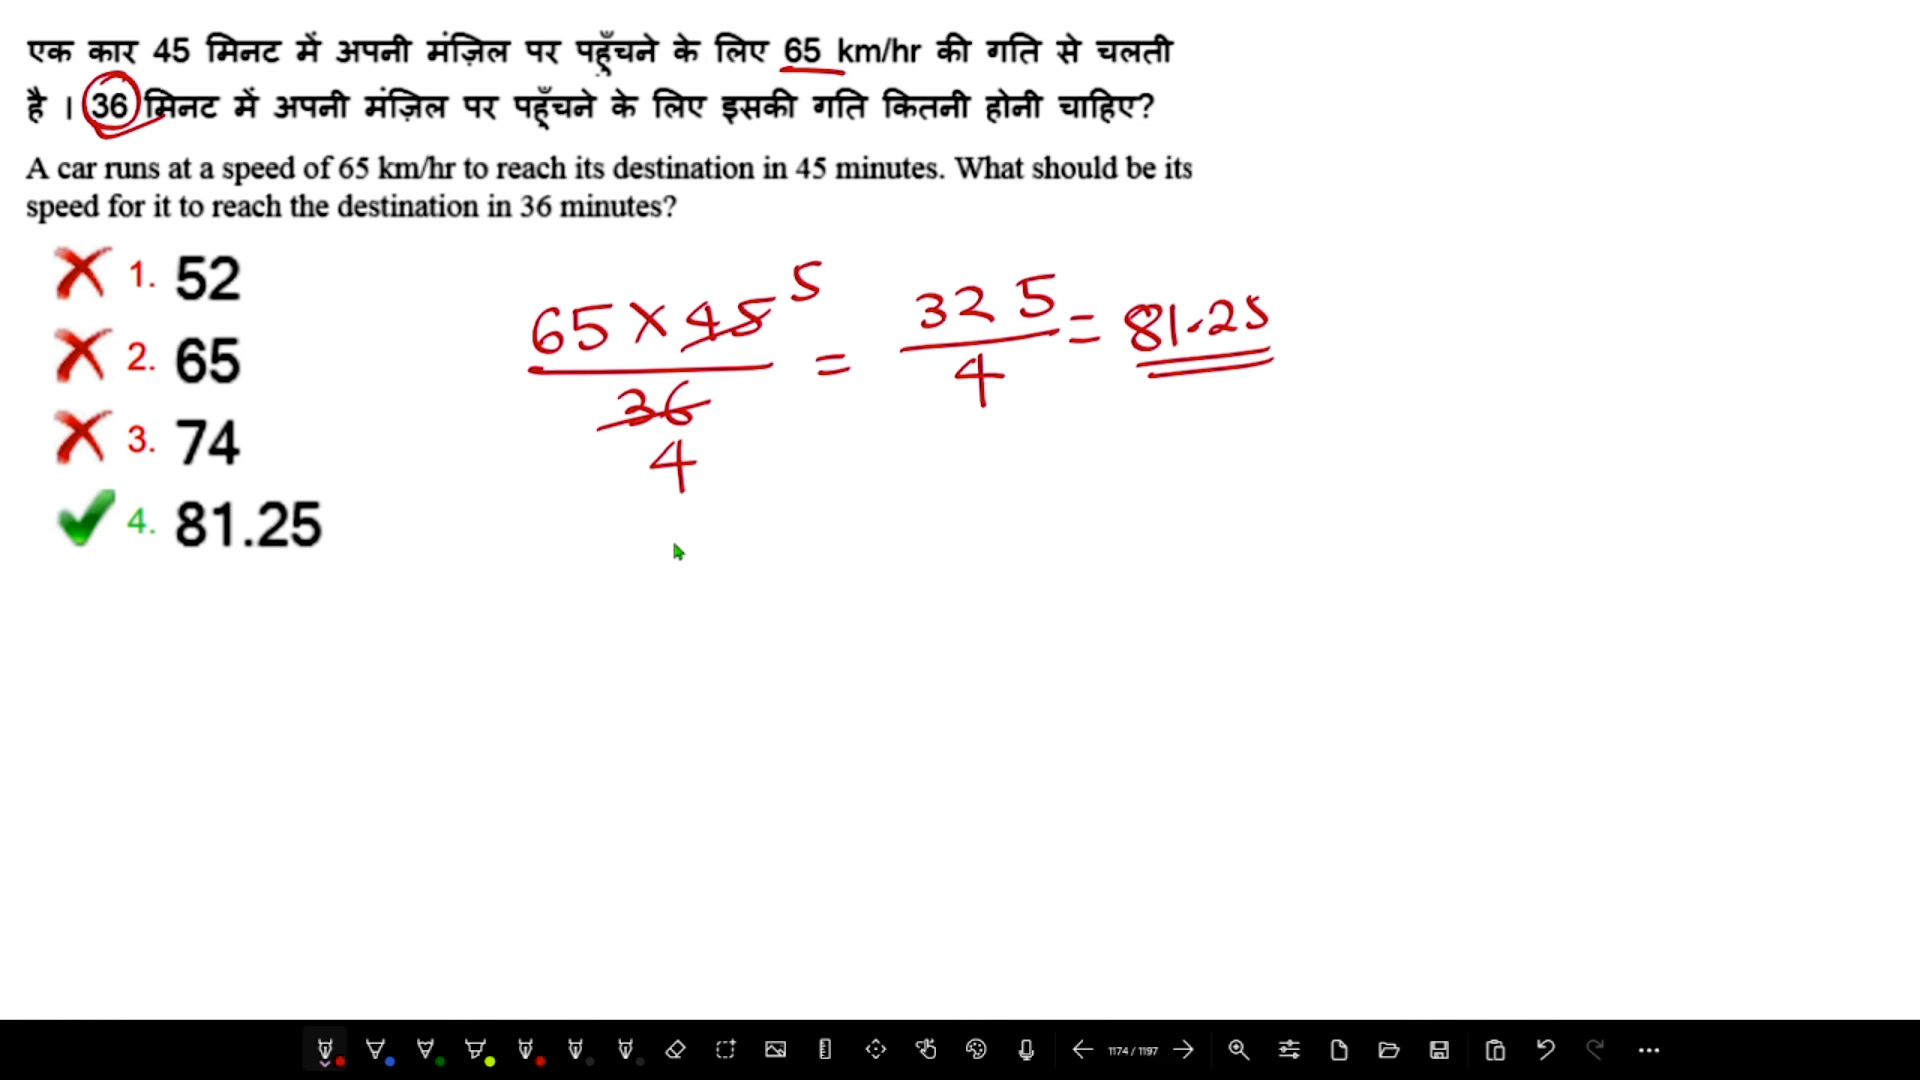 एक कार 45 मिनट में अपनी मंज़िल पर पहुँचने के लिए 65 km/hr की गति से चलती
है । 36 मिनट में अपनी मंज़िल पर पहुँचने के लिए इसकी गति कितनी होनी चाहिए?
A car runs at a speed of 65 km/hr to reach its destination in 45 minutes. What should be its
speed for it to reach the destination in 36 minutes?
1. 52
2. 65
3. 74
4. 81.25
65 × 45 5
36
4
= 325
4
= 81.25
1174 / 1197